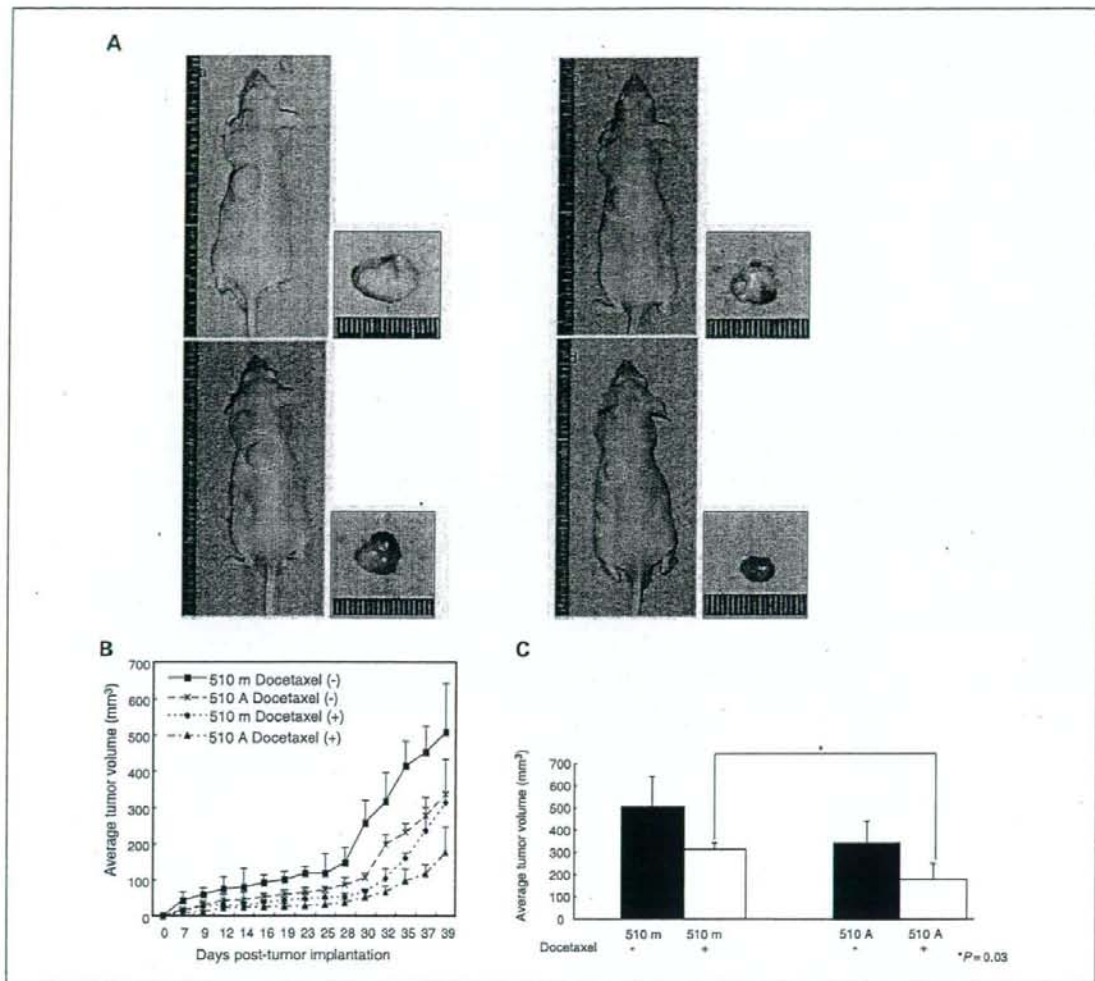 A
B
700
600
500
400
300
200
100
0
Average tumor volume (mm³)
510 m Docetaxel (-)
510 A Docetaxel (-)
510 m Docetaxel (+)
510 A Docetaxel (+)
0 7 9 12 14 16 19 23 25 28 30 32 35 37 39
Days post-tumor implantation
C
*
700
600
500
400
300
200
100
0
Average tumor volume (mm³)
510 m 510 m 510 A 510 A
Docetaxel - + - +
*P = 0.03